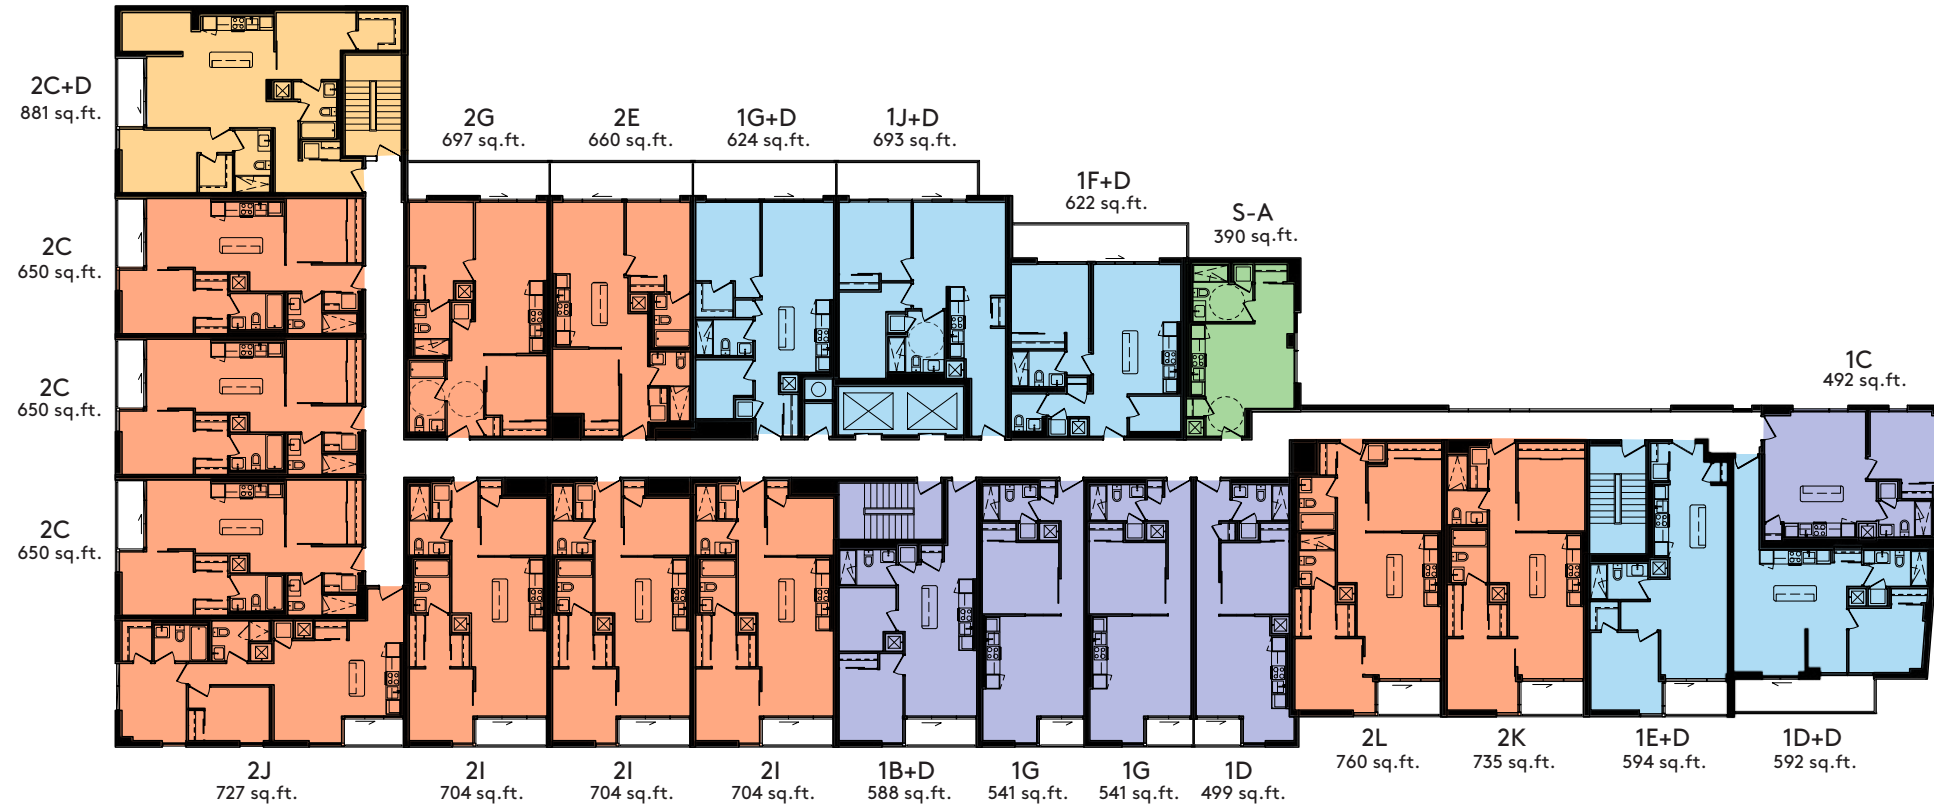 2C+D
881 sq.ft.
2G
697 sq.ft.
2E
660 sq.ft.
1G+D
624 sq.ft.
1J+D
693 sq.ft.
1F+D
622 sq.ft.
S-A
390 sq.ft.
2C
650 sq.ft.
2C
650 sq.ft.
1C
492 sq.ft.
2C
650 sq.ft.
2J
727 sq.ft.
2I
704 sq.ft.
2I
704 sq.ft.
2I
704 sq.ft.
1B+D
588 sq.ft.
1G
541 sq.ft.
1G
541 sq.ft.
1D
499 sq.ft.
2L
760 sq.ft.
2K
735 sq.ft.
1E+D
594 sq.ft.
1D+D
592 sq.ft.